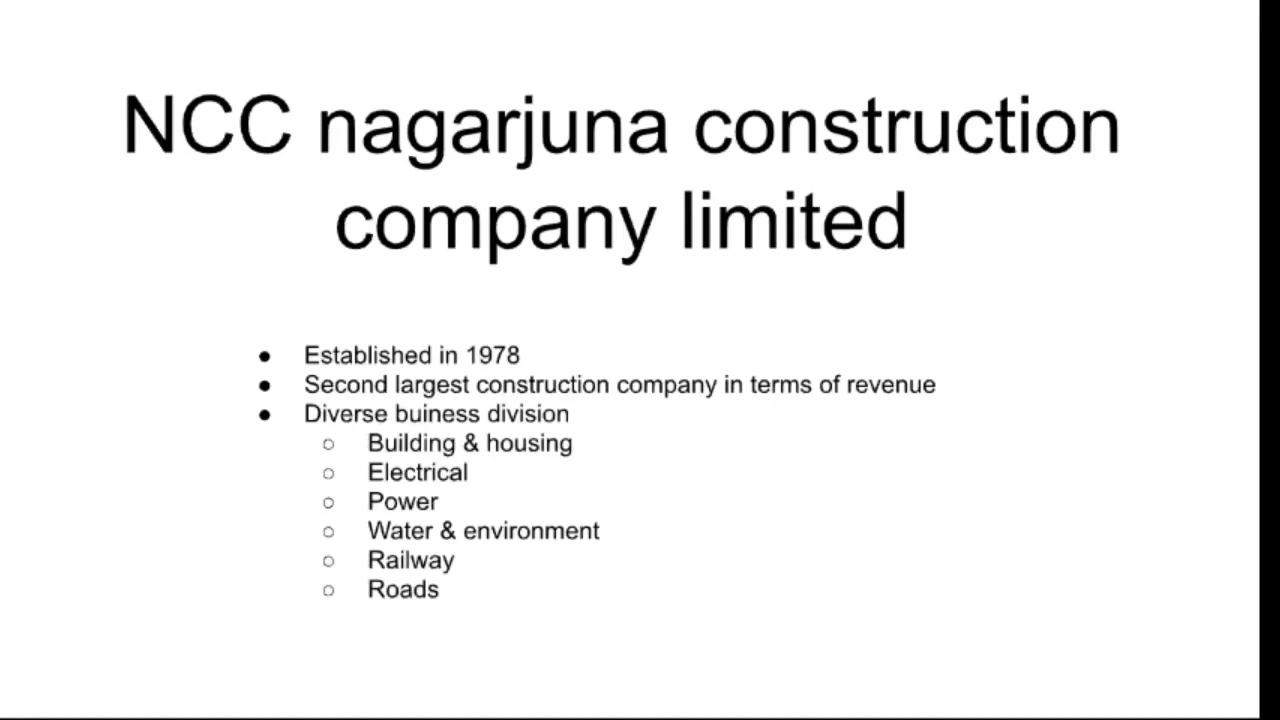 NCC nagarjuna construction
company limited
● Established in 1978
● Second largest construction company in terms of revenue
● Diverse buiness division
○ Building & housing
○ Electrical
○ Power
○ Water & environment
○ Railway
○ Roads